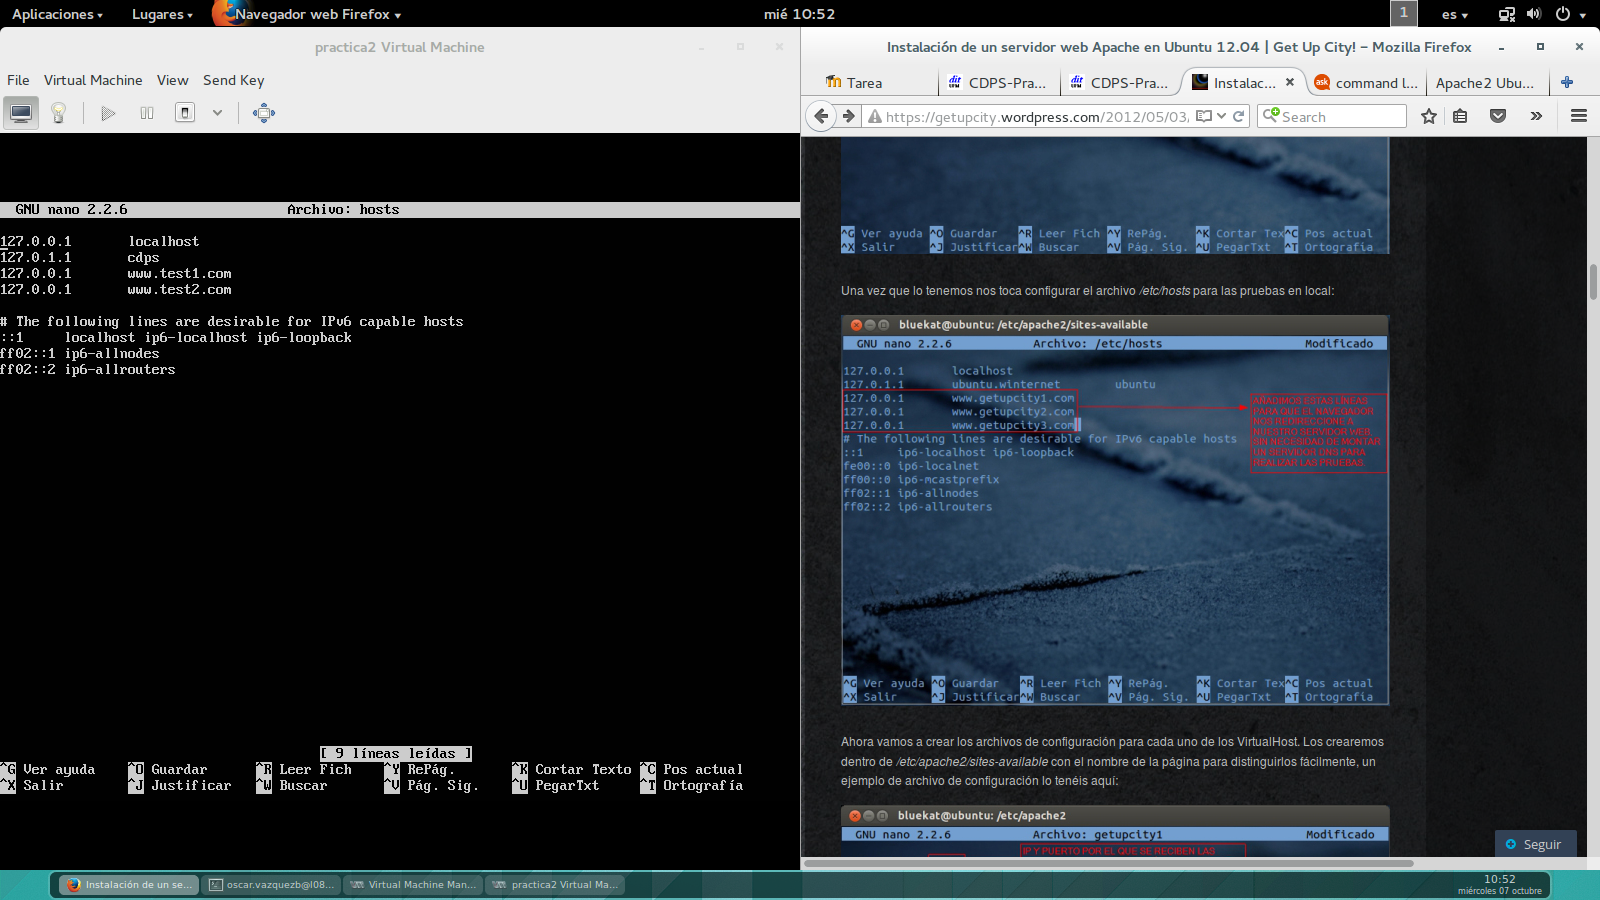 Aplicaciones
Lugares
Navegador web Firefox
mié 10:52
1
es
practica2 Virtual Machine
File Virtual Machine View Send Key
GNU nano 2.2.6 Archivo: hosts
127.0.0.1 localhost
127.0.1.1 cdps
127.0.0.1 www.test1.com
127.0.0.1 www.test2.com
# The following lines are desirable for IPv6 capable hosts
::1 localhost ip6-localhost ip6-loopback
ff02::1 ip6-allnodes
ff02::2 ip6-allrouters
[ 9 líneas leídas ]
^G Ver ayuda ^O Guardar ^R Leer Fich ^Y RePág. ^K Cortar Texto ^C Pos actual
^X Salir ^J Justificar ^W Buscar ^V Pág. Sig. ^U PegarTxt ^T Ortografía
Instalación de un servidor web Apache en Ubuntu 12.04 | Get Up City! – Mozilla Firefox
Tarea
dit UPM CDPS-Pra...
dit UPM CDPS-Pra...
Instalac...
ask command l...
Apache2 Ubu...
https://getupcity.wordpress.com/2012/05/03/
Search
^G Ver ayuda ^O Guardar ^R Leer Fich ^Y RePág. ^K Cortar Tex ^C Pos actual
^X Salir ^J Justificar ^W Buscar ^V Pág. Sig. ^U PegarTxt ^T Ortografía
Una vez que lo tenemos nos toca configurar el archivo /etc/hosts para las pruebas en local:
bluekat@ubuntu: /etc/apache2/sites-available
GNU nano 2.2.6 Archivo: /etc/hosts Modificado
127.0.0.1 localhost
127.0.1.1 ubuntu.winternet ubuntu
127.0.0.1 www.getupcity1.com
127.0.0.1 www.getupcity2.com
127.0.0.1 www.getupcity3.com
# The following lines are desirable for IPv6 capable hosts
::1 ip6-localhost ip6-loopback
fe00::0 ip6-localnet
ff00::0 ip6-mcastprefix
ff02::1 ip6-allnodes
ff02::2 ip6-allrouters
AÑADIMOS ESTAS LÍNEAS
PARA QUE EL NAVEGADOR
NOS REDIRECCIONE A
NUESTRO SERVIDOR WEB
SIN NECESIDAD DE MONTAR
UN SERVIDOR DNS PARA
REALIZAR LAS PRUEBAS.
^G Ver ayuda ^O Guardar ^R Leer Fich ^Y RePág. ^K Cortar Tex ^C Pos actual
^X Salir ^J Justificar ^W Buscar ^V Pág. Sig. ^U PegarTxt ^T Ortografía
Ahora vamos a crear los archivos de configuración para cada uno de los VirtualHost. Los crearemos
dentro de /etc/apache2/sites-available con el nombre de la página para distinguirlos fácilmente, un
ejemplo de archivo de configuración lo tenéis aquí:
bluekat@ubuntu: /etc/apache2
GNU nano 2.2.6 Archivo: getupcity1 Modificado
IP Y PUERTO POR EL QUE SE RECIBEN LAS
Seguir
Instalación de un se...
oscar.vazquezb@l08...
Virtual Machine Man...
practica2 Virtual Ma...
10:52
miércoles 07 octubre